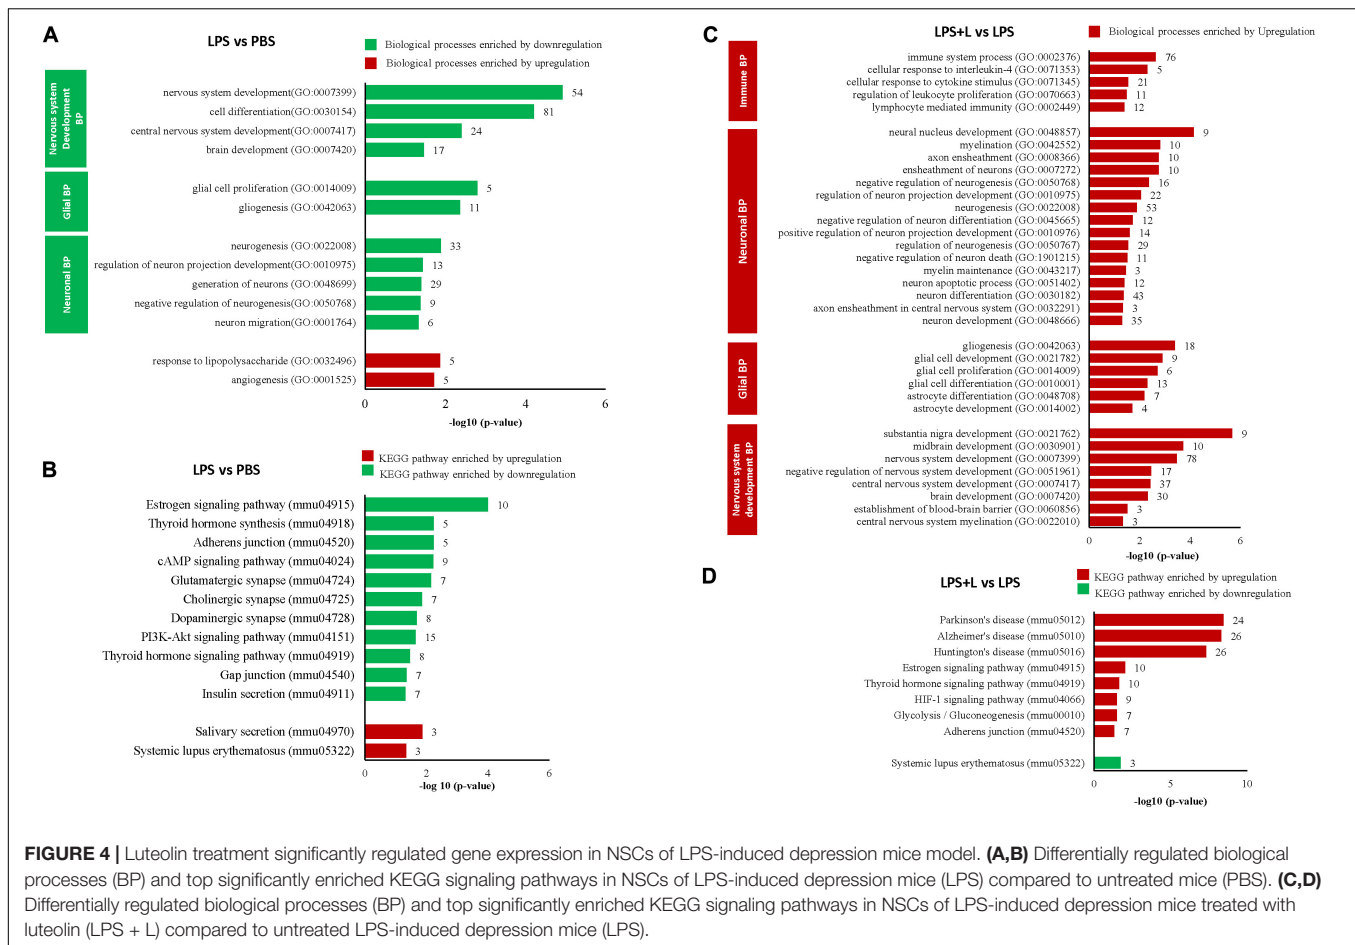 A
LPS vs PBS
Biological processes enriched by downregulation
Biological processes enriched by upregulation
Nervous system
Development
BP
nervous system development(GO:0007399) 54
cell differentiation(GO:0030154) 81
central nervous system development(GO:0007417) 24
brain development (GO:0007420) 17
Glial BP
glial cell proliferation (GO:0014009) 5
gliogenesis (GO:0042063) 11
Neuronal BP
neurogenesis (GO:0022008) 33
regulation of neuron projection development(GO:0010975) 13
generation of neurons (GO:0048699) 29
negative regulation of neurogenesis(GO:0050768) 9
neuron migration(GO:0001764) 6
response to lipopolysaccharide (GO:0032496) 5
angiogenesis (GO:0001525) 5
0 2 4 6
-log10 (p-value)
B
LPS vs PBS
KEGG pathway enriched by upregulation
KEGG pathway enriched by downregulation
Estrogen signaling pathway (mmu04915) 10
Thyroid hormone synthesis (mmu04918) 5
Adherens junction (mmu04520) 5
cAMP signaling pathway (mmu04024) 9
Glutamatergic synapse (mmu04724) 7
Cholinergic synapse (mmu04725) 7
Dopaminergic synapse (mmu04728) 8
PI3K-Akt signaling pathway (mmu04151) 15
Thyroid hormone signaling pathway (mmu04919) 8
Gap junction (mmu04540) 7
Insulin secretion (mmu04911) 7
Salivary secretion (mmu04970) 3
Systemic lupus erythematosus (mmu05322) 3
0 2 4 6
-log 10 (p-value)
C
LPS+L vs LPS
Biological processes enriched by Upregulation
Immune BP
immune system process (GO:0002376) 76
cellular response to interleukin-4 (GO:0071353) 5
cellular response to cytokine stimulus (GO:0071345) 21
regulation of leukocyte proliferation (GO:0070663) 11
lymphocyte mediated immunity (GO:0002449) 12
Neuronal BP
neural nucleus development (GO:0048857) 9
myelination (GO:0042552) 10
axon ensheathment (GO:0008366) 10
ensheathment of neurons (GO:0007272) 10
negative regulation of neurogenesis (GO:0050768) 16
regulation of neuron projection development (GO:0010975) 22
neurogenesis (GO:0022008) 53
negative regulation of neuron differentiation (GO:0045665) 12
positive regulation of neuron projection development (GO:0010976) 14
regulation of neurogenesis (GO:0050767) 29
negative regulation of neuron death (GO:1901215) 11
myelin maintenance (GO:0043217) 3
neuron apoptotic process (GO:0051402) 12
neuron differentiation (GO:0030182) 43
axon ensheathment in central nervous system (GO:0032291) 3
neuron development (GO:0048666) 35
Glial BP
gliogenesis (GO:0042063) 18
glial cell development (GO:0021782) 9
glial cell proliferation (GO:0014009) 6
glial cell differentiation (GO:0010001) 13
astrocyte differentiation (GO:0048708) 7
astrocyte development (GO:0014002) 4
Nervous system
development BP
substantia nigra development (GO:0021762) 9
midbrain development (GO:0030901) 10
nervous system development (GO:0007399) 78
negative regulation of nervous system development (GO:0051961) 17
central nervous system development (GO:0007417) 37
brain development (GO:0007420) 30
establishment of blood-brain barrier (GO:0060856) 3
central nervous system myelination (GO:0022010) 3
0 2 4 6
-log10 (p-value)
D
LPS+L vs LPS
KEGG pathway enriched by upregulation
KEGG pathway enriched by downregulation
Parkinson's disease (mmu05012) 24
Alzheimer's disease (mmu05010) 26
Huntington's disease (mmu05016) 26
Estrogen signaling pathway (mmu04915) 10
Thyroid hormone signaling pathway (mmu04919) 10
HIF-1 signaling pathway (mmu04066) 9
Glycolysis / Gluconeogenesis (mmu00010) 7
Adherens junction (mmu04520) 7
Systemic lupus erythematosus (mmu05322) 3
0 5 10
-log10 (p-value)
FIGURE 4 | Luteolin treatment significantly regulated gene expression in NSCs of LPS-induced depression mice model. (A,B) Differentially regulated biological
processes (BP) and top significantly enriched KEGG signaling pathways in NSCs of LPS-induced depression mice (LPS) compared to untreated mice (PBS). (C,D)
Differentially regulated biological processes (BP) and top significantly enriched KEGG signaling pathways in NSCs of LPS-induced depression mice treated with
luteolin (LPS + L) compared to untreated LPS-induced depression mice (LPS).